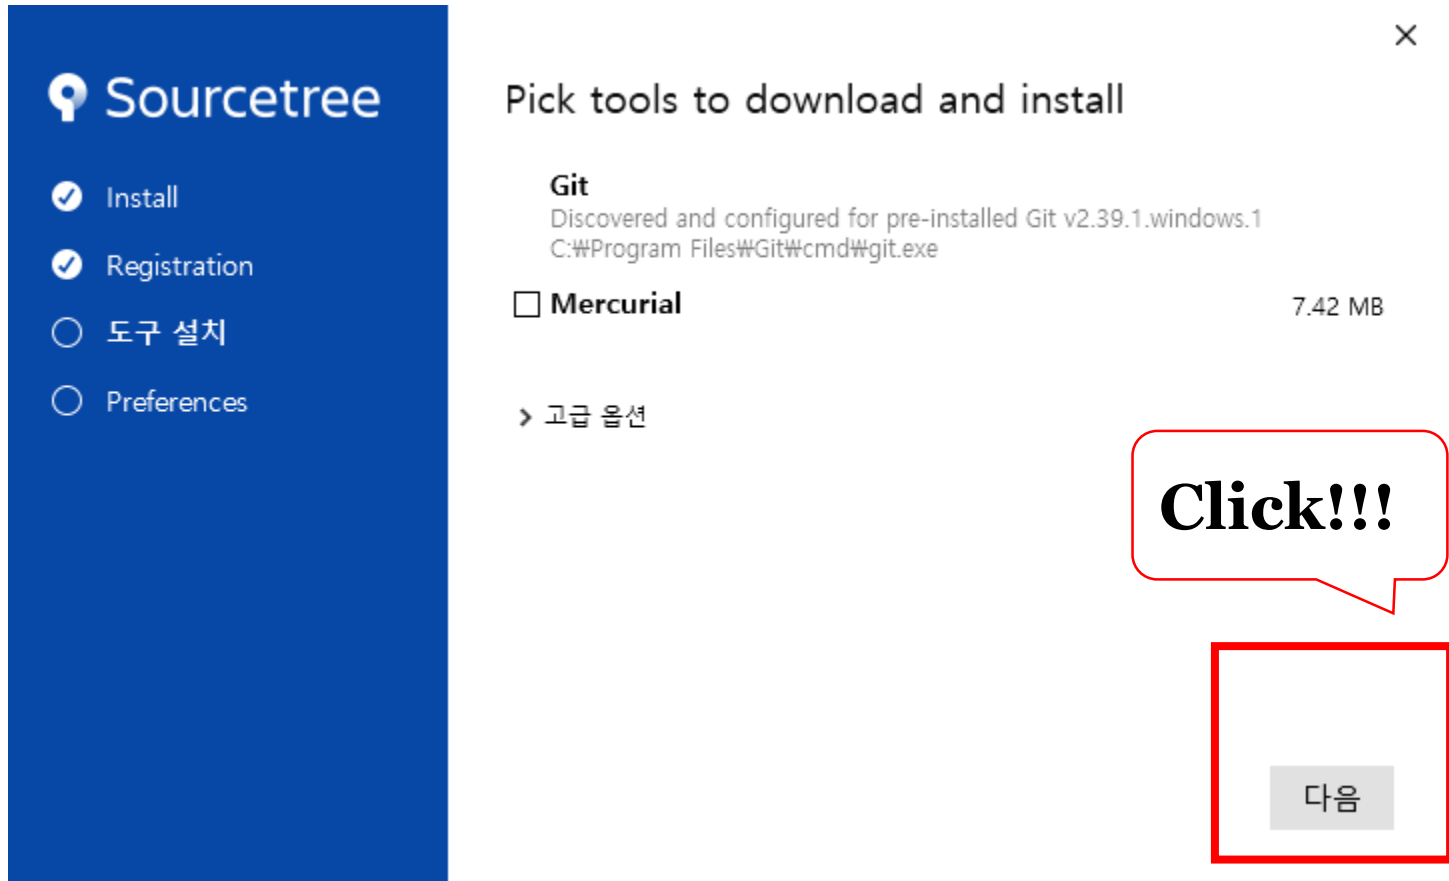 Sourcetree
Install
Registration
도구 설치
Preferences
Pick tools to download and install
Git
Discovered and configured for pre-installed Git v2.39.1.windows.1
C:₩Program Files₩Git₩cmd₩git.exe
Mercurial
7.42 MB
고급 옵션
Click!!!
다음